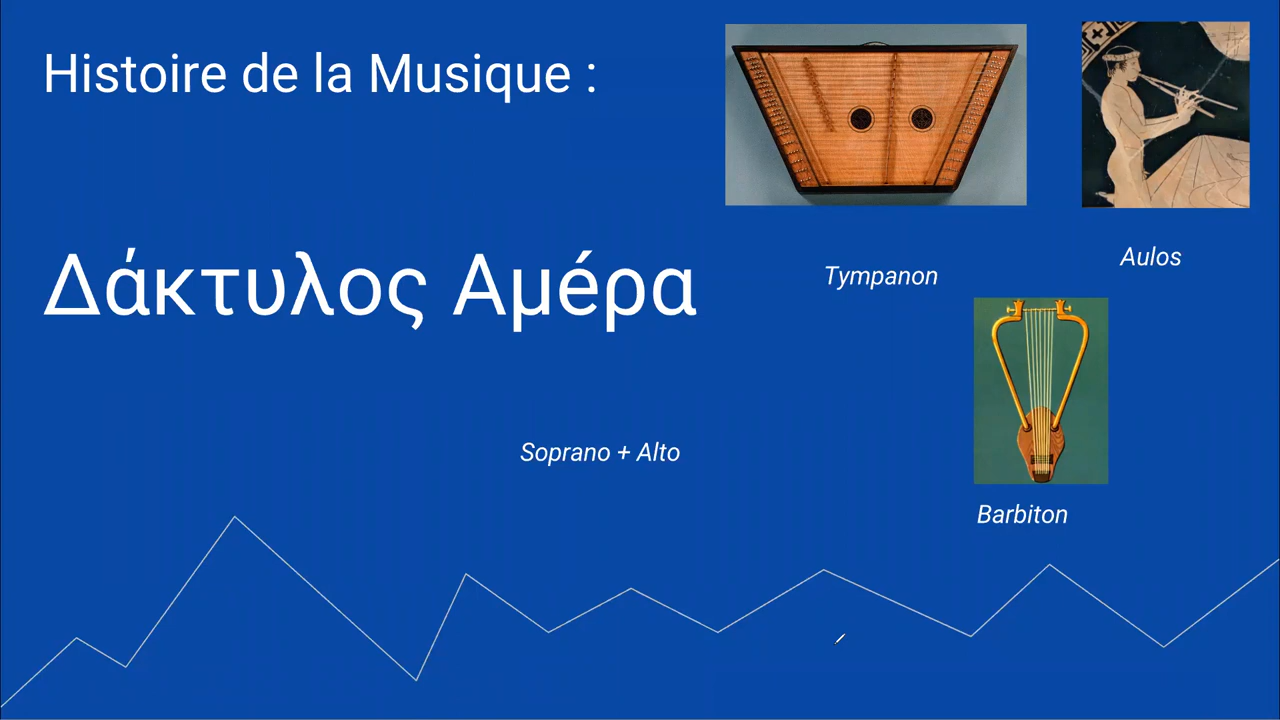 Histoire de la Musique :
Δάκτυλος Αμέρα
Tympanon
Aulos
Soprano + Alto
Barbiton